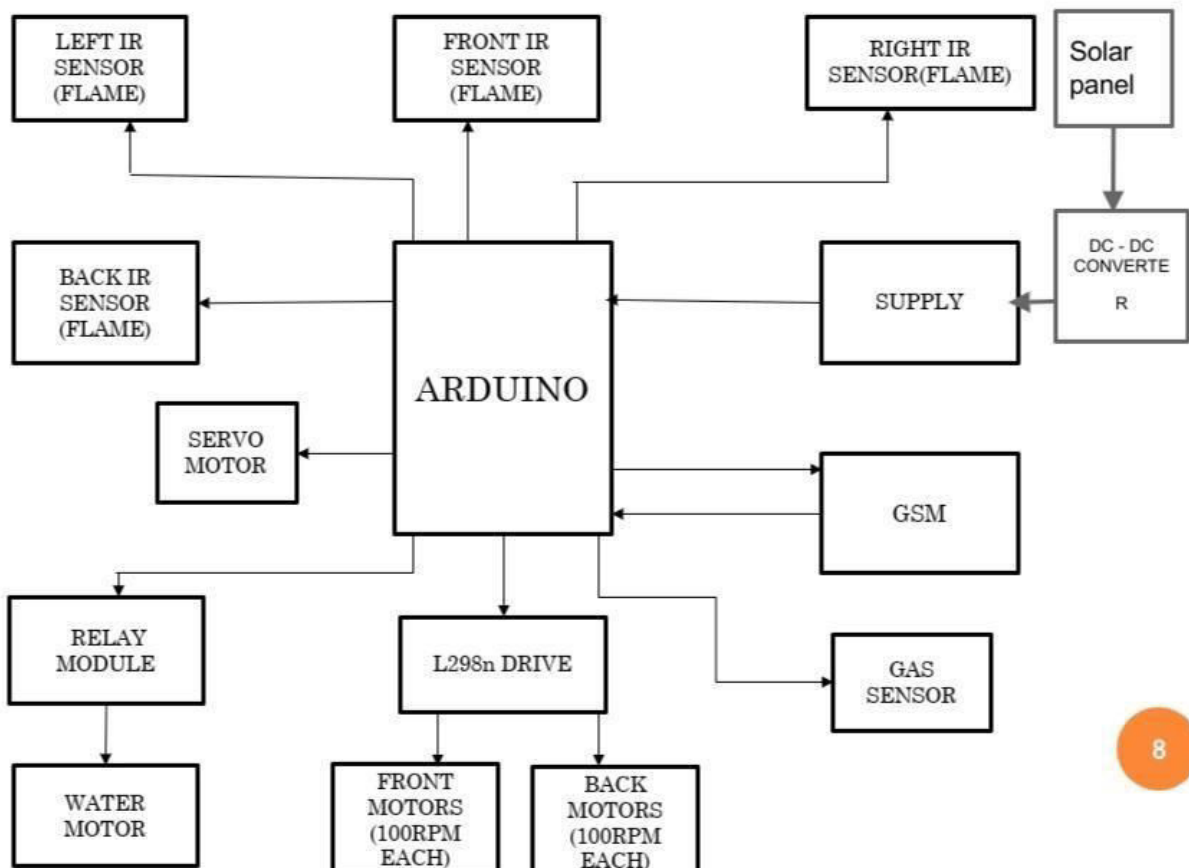 LEFT IR
SENSOR
(FLAME)
FRONT IR
SENSOR
(FLAME)
RIGHT IR
SENSOR(FLAME)
Solar
panel
BACK IR
SENSOR
(FLAME)
ARDUINO
SUPPLY
DC - DC
CONVERTE
R
SERVO
MOTOR
GSM
RELAY
MODULE
L298n DRIVE
GAS
SENSOR
WATER
MOTOR
FRONT
MOTORS
(100RPM
EACH)
BACK
MOTORS
(100RPM
EACH)
8